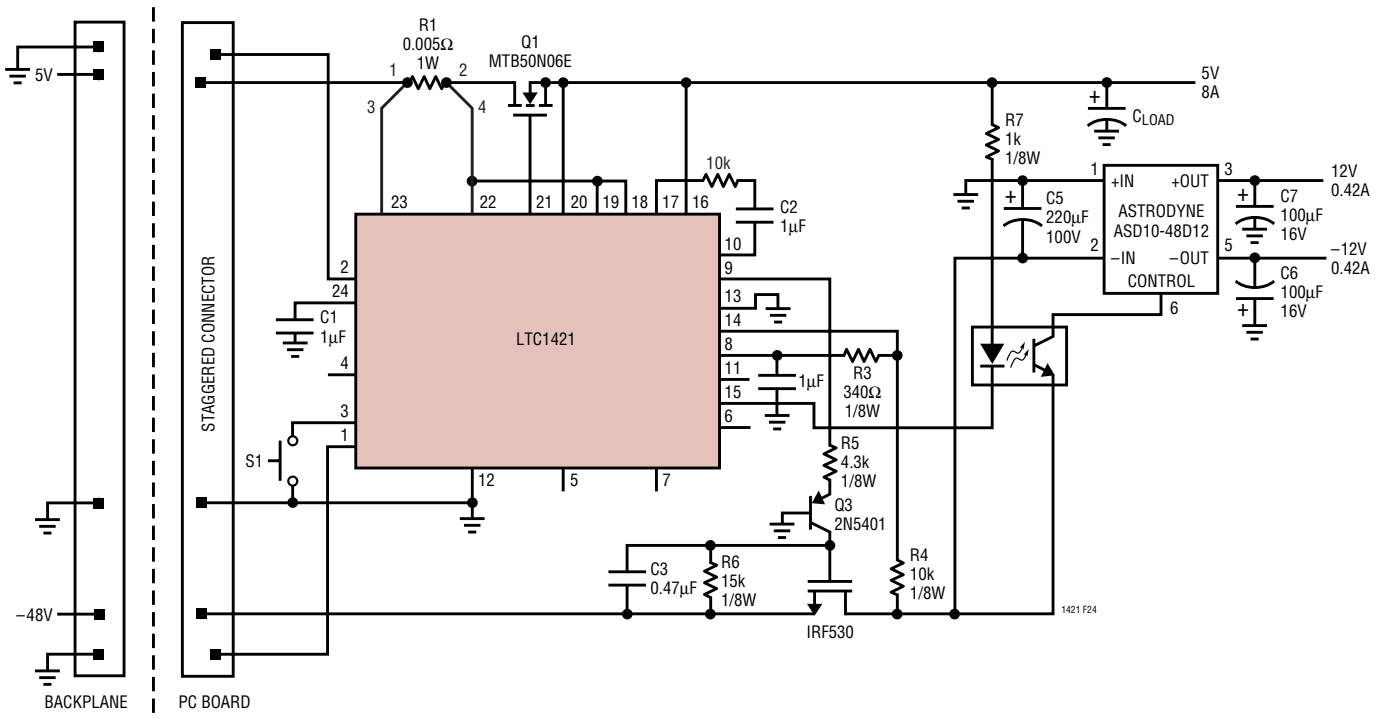 R1
0.005Ω
1W
Q1
MTB50N06E
5V
1
2
3
4
5V
8A
+
CLOAD
R7
1k
1/8W
10k
C2
1µF
23
22
21
20
19
18
17
16
1
+IN
+OUT
3
12V
0.42A
ASTRODYNE
ASD10-48D12
+
C5
220µF
100V
+
C7
100µF
16V
2
–IN
–OUT
5
–12V
0.42A
CONTROL
6
C6
100µF
16V
+
STAGGERED CONNECTOR
2
24
C1
1µF
4
3
1
S1
LTC1421
10
9
13
14
8
11
15
6
1µF
R3
340Ω
1/8W
12
5
7
R5
4.3k
1/8W
Q3
2N5401
C3
0.47µF
R6
15k
1/8W
R4
10k
1/8W
IRF530
1421 F24
–48V
BACKPLANE
PC BOARD